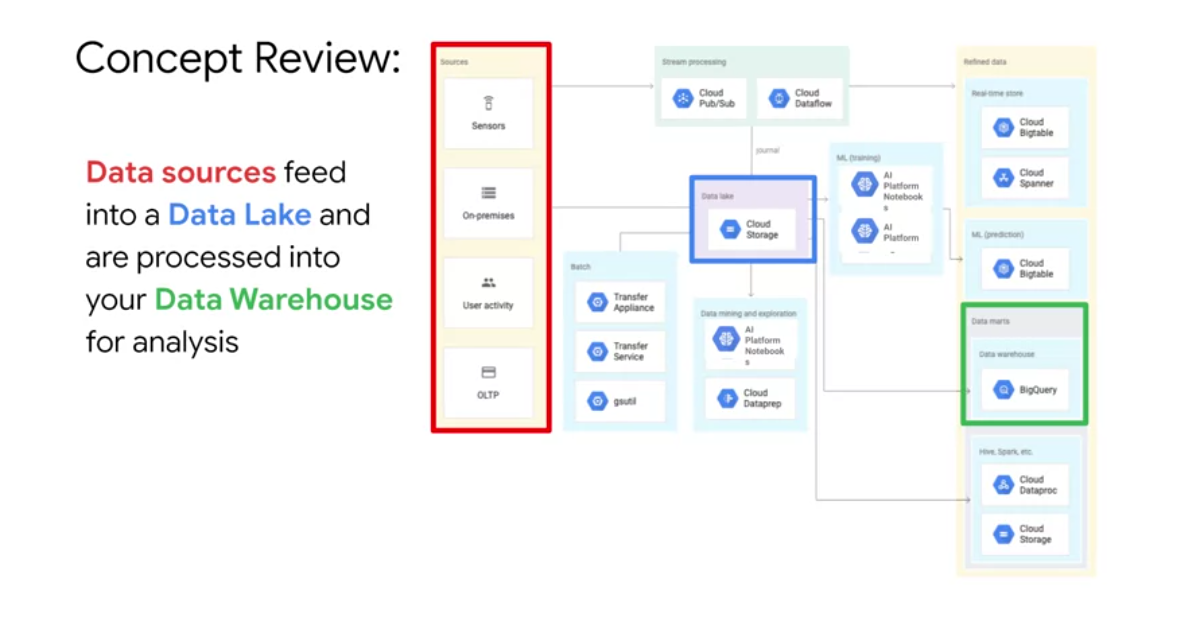 Concept Review:
Data sources feed
into a Data Lake and
are processed into
your Data Warehouse
for analysis
Sources
Sensors
On-premises
User activity
OLTP
Stream processing
Cloud
Pub/Sub
Cloud
Dataflow
journal
Data lake
Cloud
Storage
Batch
Transfer
Appliance
Transfer
Service
gsutil
Data mining and exploration
AI
Platform
Notebook
s
Cloud
Dataprep
ML (training)
AI
Platform
Notebook
s
AI
Platform
Refined data
Real-time store
Cloud
Bigtable
Cloud
Spanner
ML (prediction)
Cloud
Bigtable
Data marts
Data warehouse
BigQuery
Hive, Spark, etc.
Cloud
Dataproc
Cloud
Storage